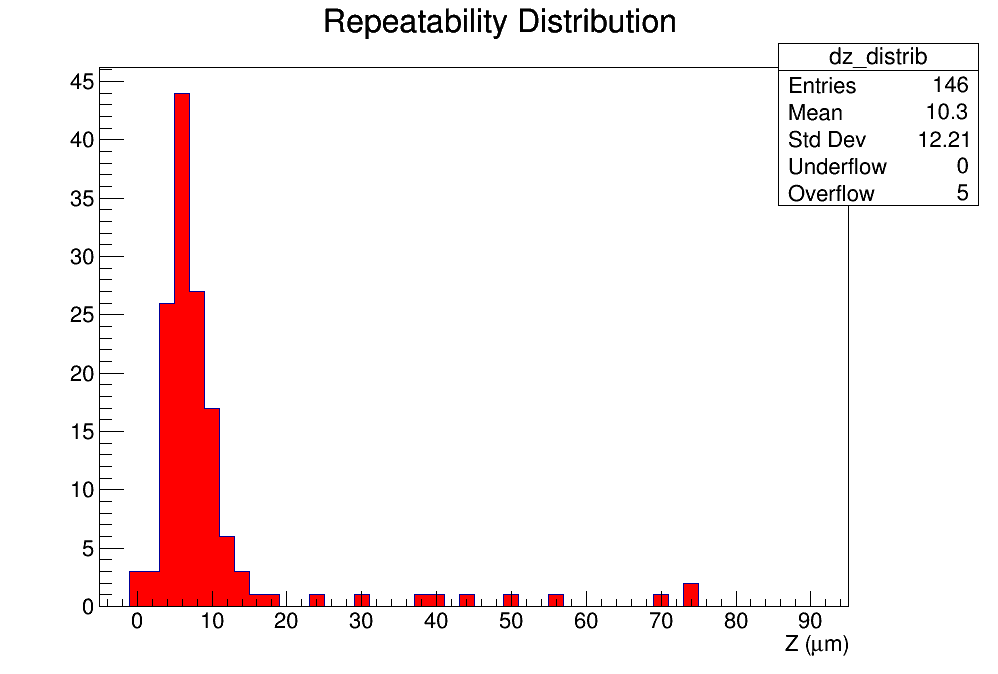 Repeatability Distribution
dz_distrib
Entries 146
Mean 10.3
Std Dev 12.21
Underflow 0
Overflow 5
45
40
35
30
25
20
15
10
5
0
0 10 20 30 40 50 60 70 80 90
Z (μm)